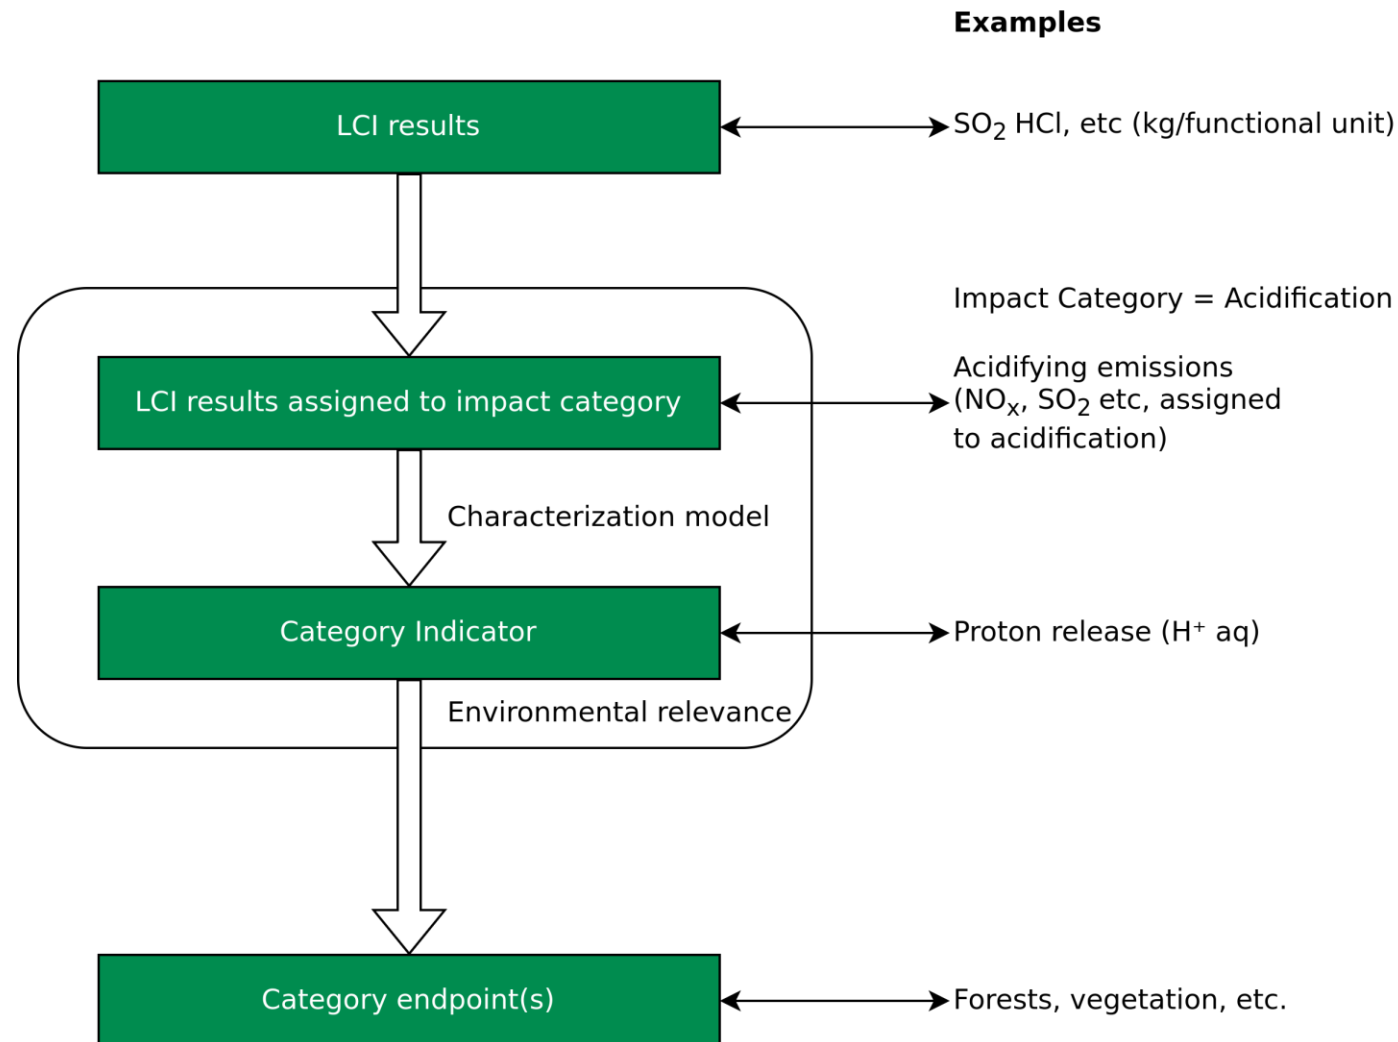 Examples
LCI results
SO₂ HCl, etc (kg/functional unit)
Impact Category = Acidification
LCI results assigned to impact category
Acidifying emissions
(NOₓ, SO₂ etc, assigned
to acidification)
Characterization model
Category Indicator
Proton release (H⁺ aq)
Environmental relevance
Category endpoint(s)
Forests, vegetation, etc.